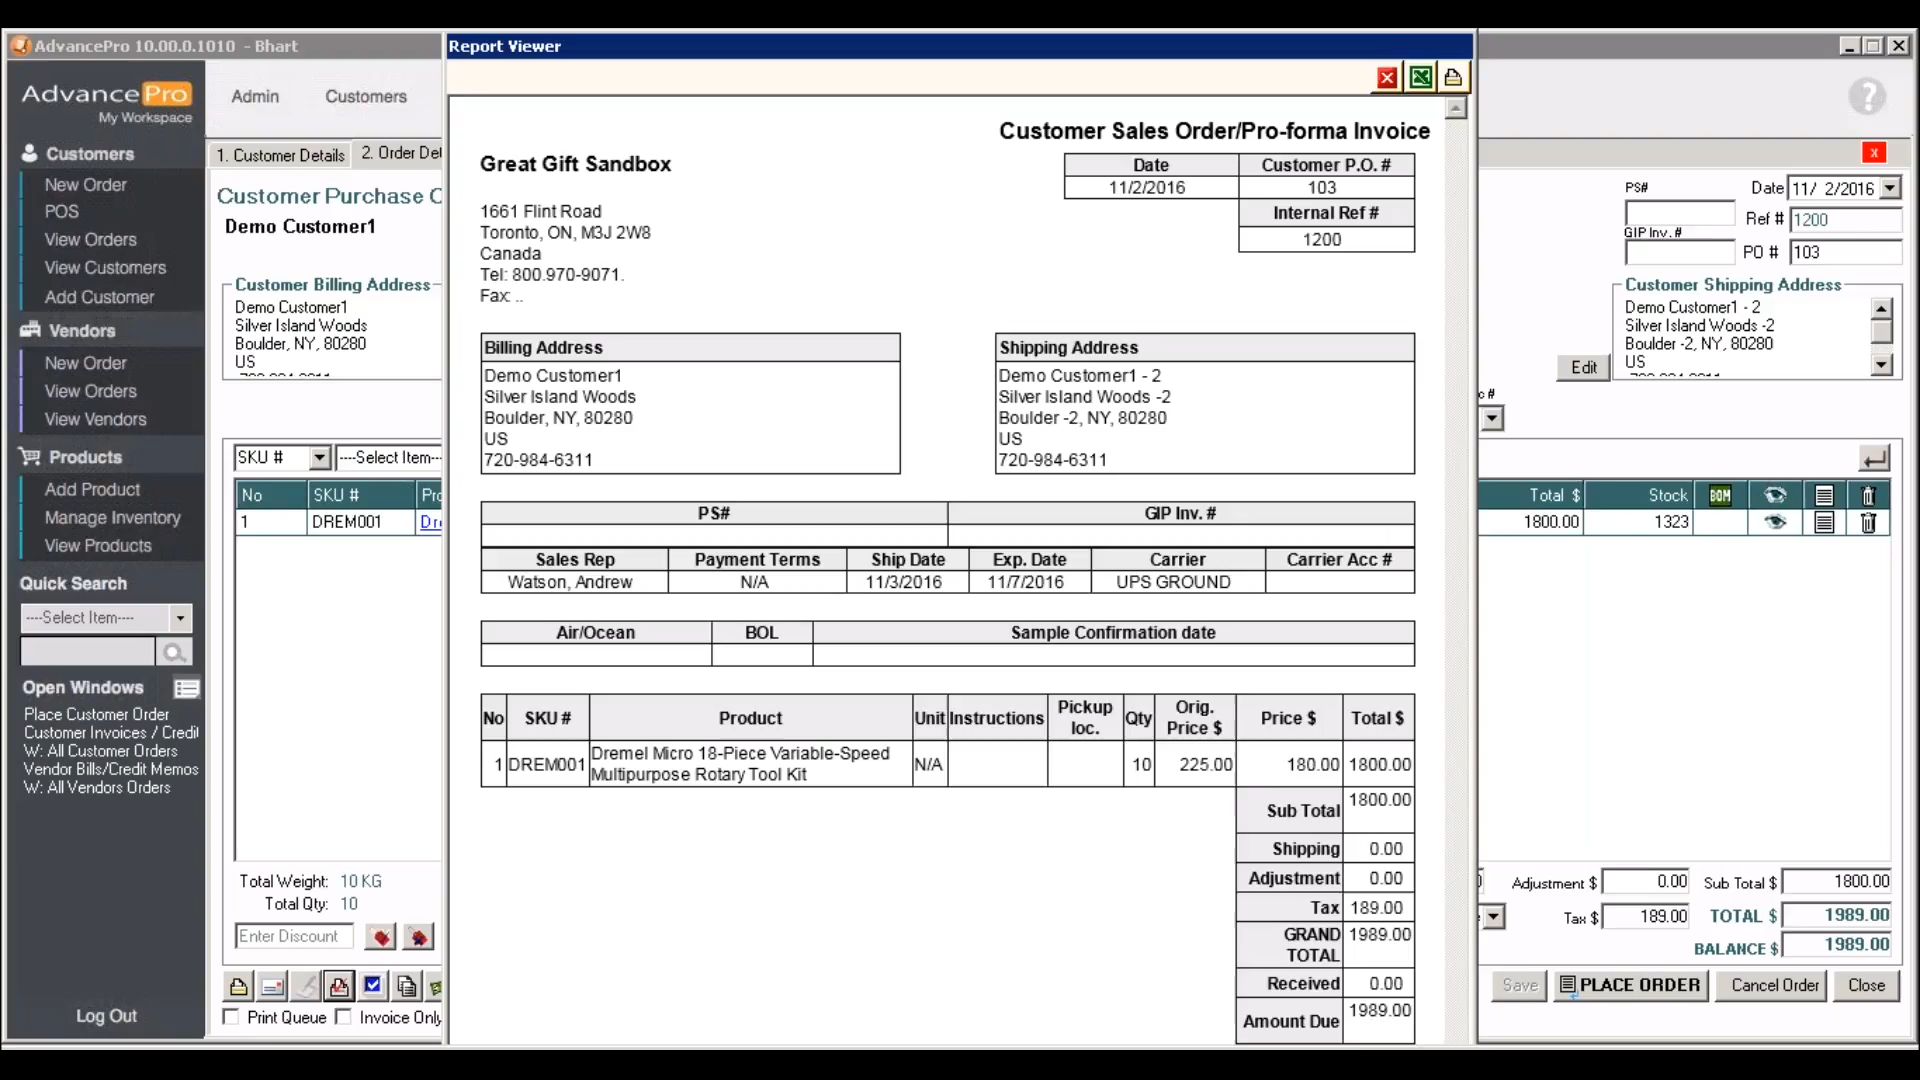 AdvancePro 10.00.0.1010 - Bhart
AdvancePro
My Workspace
Customers
New Order
POS
View Orders
View Customers
Add Customer
Vendors
New Order
View Orders
View Vendors
Products
Add Product
Manage Inventory
View Products
Quick Search
----Select Item----
Open Windows
Place Customer Order
Customer Invoices / Credi
W: All Customer Orders
Vendor Bills/Credit Memos
W: All Vendors Orders
Log Out
Admin Customers
1. Customer Details 2. Order De
Customer Purchase
Demo Customer1
Customer Billing Address
Demo Customer1
Silver Island Woods
Boulder, NY, 80280
US
SKU # ----Select Item--
No SKU #
1 DREM001
Total Weight: 10 KG
Total Qty: 10
Enter Discount
Print Queue Invoice Only
Report Viewer
Customer Sales Order/Pro-forma Invoice
Great Gift Sandbox
1661 Flint Road
Toronto, ON, M3J 2W8
Canada
Tel: 800.970-9071.
Fax: ..
Date Customer P.O. #
11/2/2016 103
Internal Ref #
1200
Billing Address
Demo Customer1
Silver Island Woods
Boulder, NY, 80280
US
720-984-6311
Shipping Address
Demo Customer1 - 2
Silver Island Woods -2
Boulder -2, NY, 80280
US
720-984-6311
PS# GIP Inv. #
Sales Rep Payment Terms Ship Date Exp. Date Carrier Carrier Acc #
Watson, Andrew N/A 11/3/2016 11/7/2016 UPS GROUND
Air/Ocean BOL Sample Confirmation date
No SKU # Product Unit Instructions Pickup loc. Qty Orig. Price $ Price $ Total $
1 DREM001 Dremel Micro 18-Piece Variable-Speed Multipurpose Rotary Tool Kit N/A 10 225.00 180.00 1800.00
Sub Total 1800.00
Shipping 0.00
Adjustment 0.00
Tax 189.00
GRAND TOTAL 1989.00
Received 0.00
Amount Due 1989.00
?
x
PS# Date 11/ 2/2016
Ref # 1200
GIP Inv. #
PO # 103
Customer Shipping Address
Demo Customer1 - 2
Silver Island Woods -2
Boulder -2, NY, 80280
US
Edit
Total $ Stock BOM
1800.00 1323
Adjustment $ 0.00 Sub Total $ 1800.00
Tax $ 189.00 TOTAL $ 1989.00
BALANCE $ 1989.00
Save PLACE ORDER Cancel Order Close